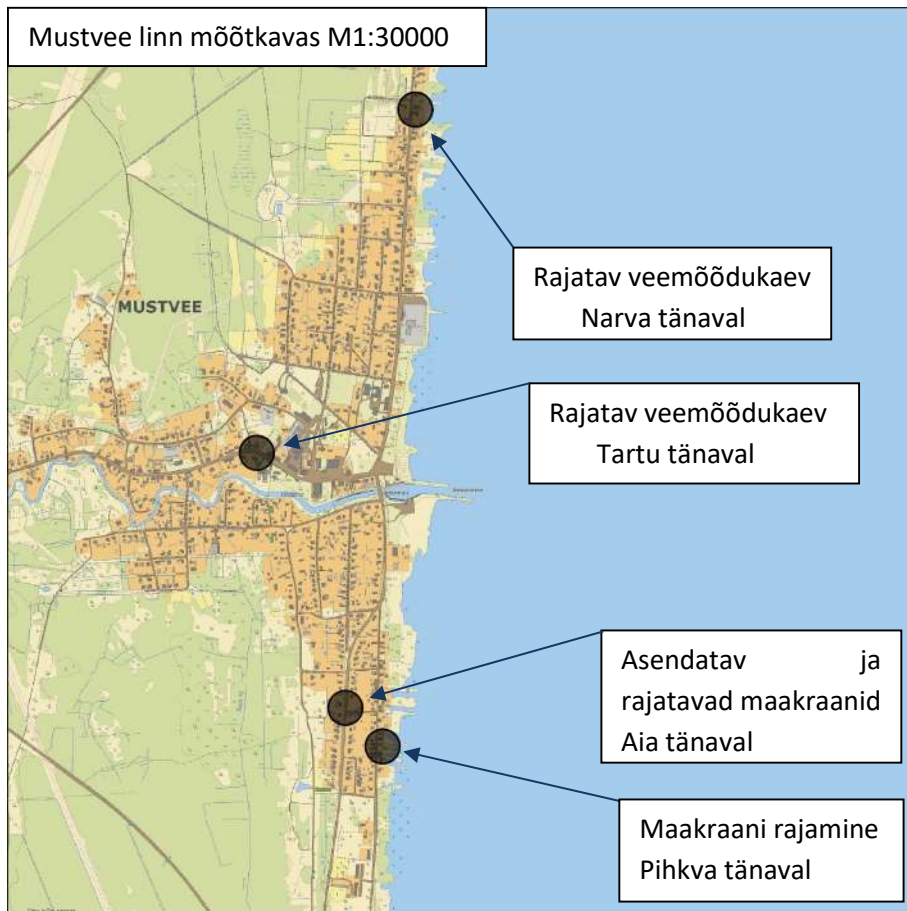 Mustvee linn mõõtkavas M1:30000
Rajatav veemõõdukaev
Narva tänaval
MUSTVEE
Rajatav veemõõdukaev
Tartu tänaval
Asendatav ja
rajatavad maakraanid
Aia tänaval
Maakraani rajamine
Pihkva tänaval